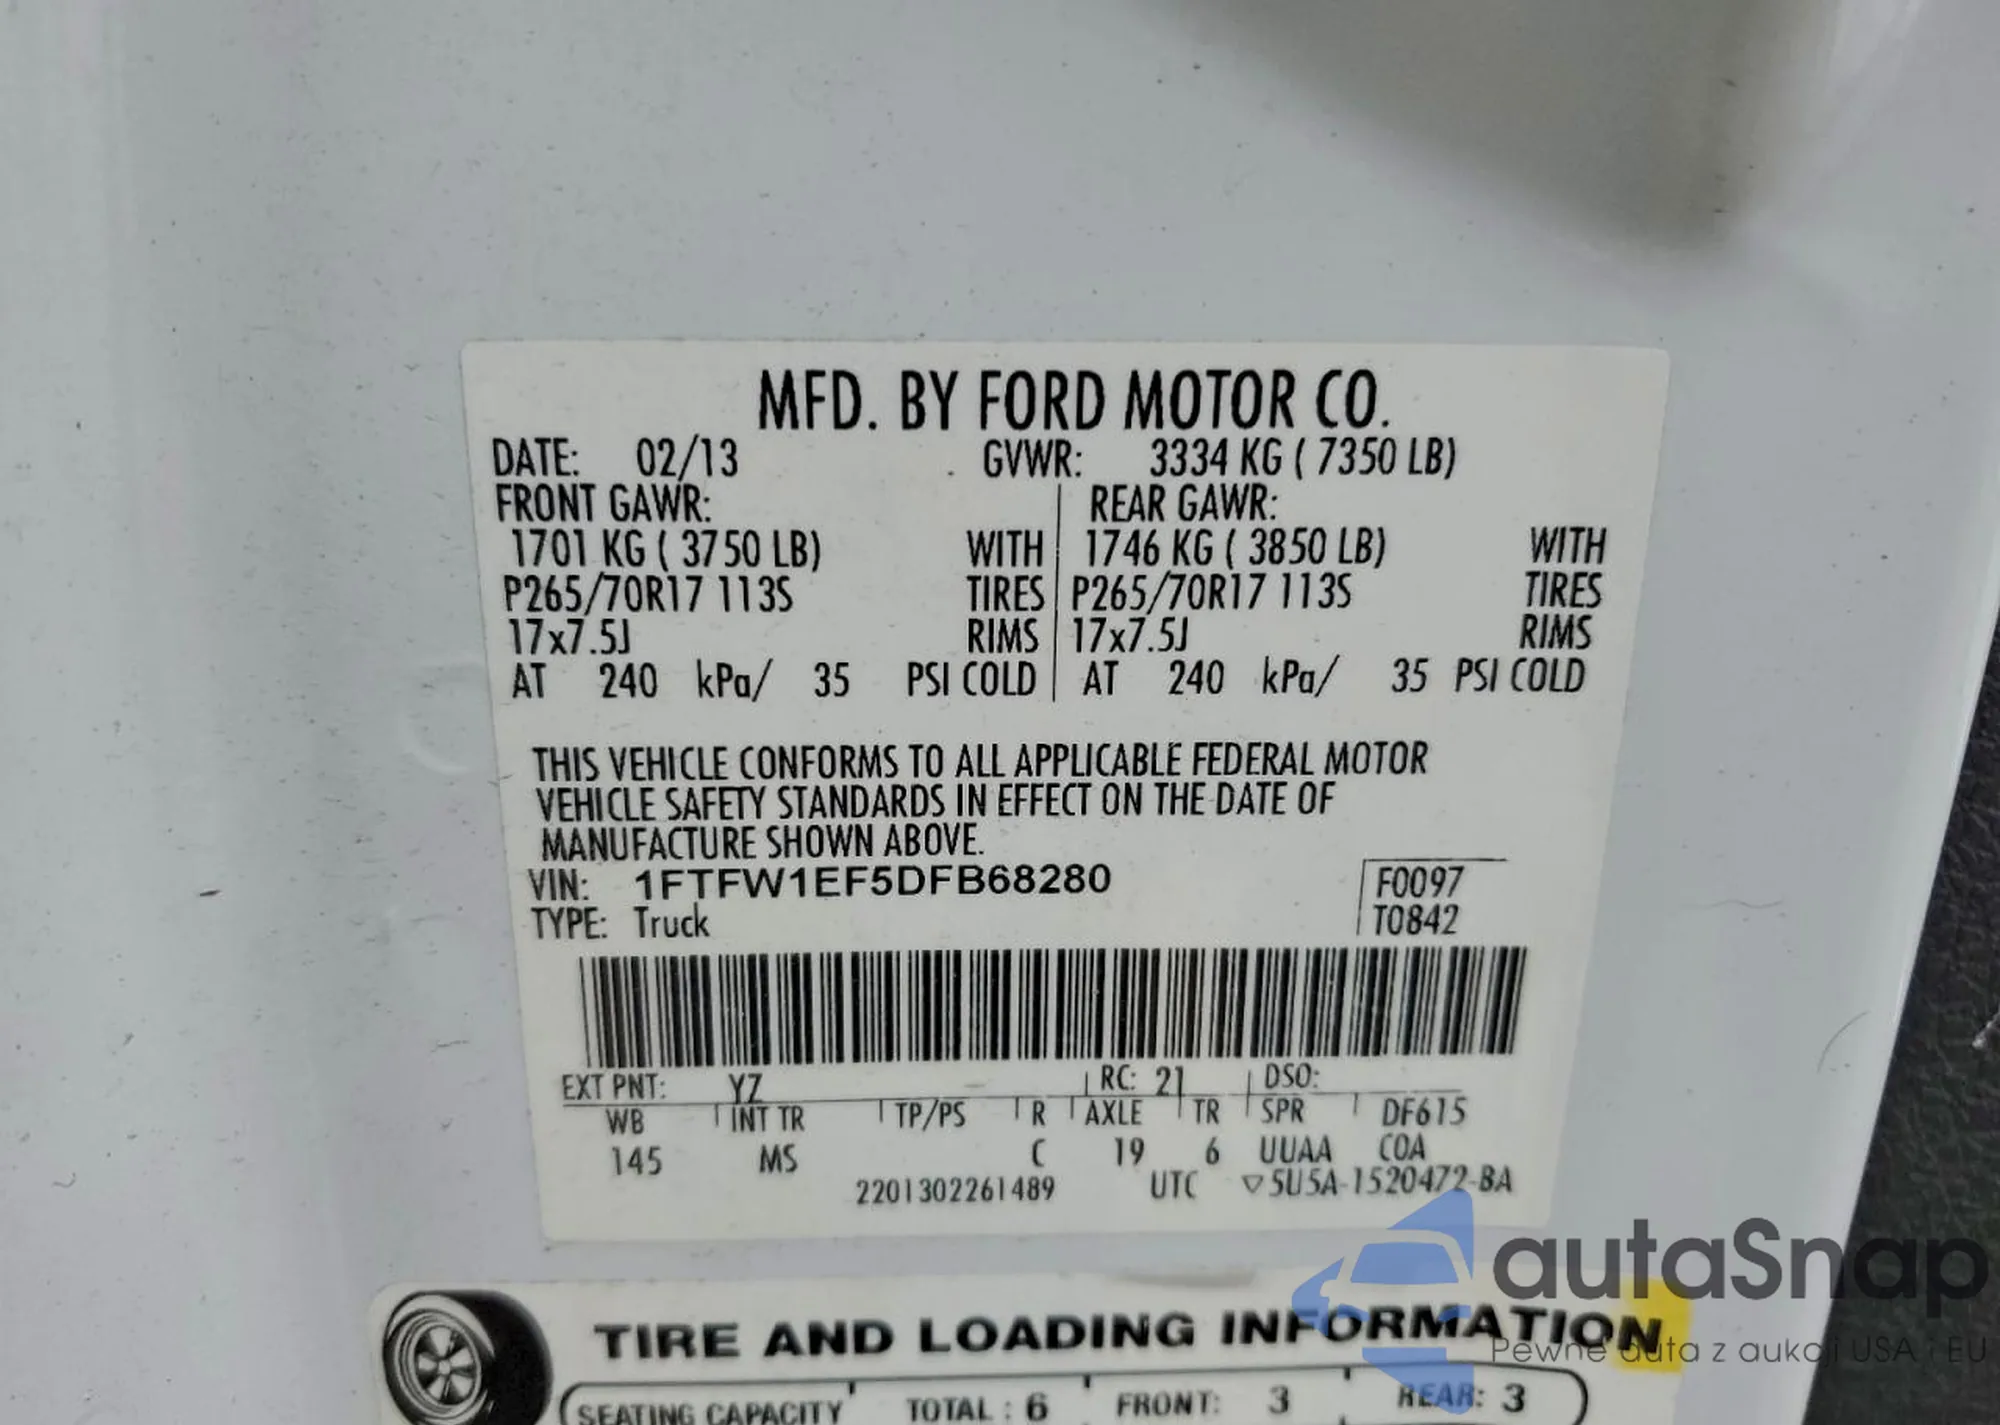 MFD. BY FORD MOTOR CO.
DATE: 02/13 GVWR: 3334 KG ( 7350 LB)
FRONT GAWR: REAR GAWR:
1701 KG ( 3750 LB) WITH 1746 KG ( 3850 LB) WITH
P265/70R17 113S TIRES P265/70R17 113S TIRES
17x7.5J RIMS 17x7.5J RIMS
AT 240 kPa/ 35 PSI COLD AT 240 kPa/ 35 PSI COLD
THIS VEHICLE CONFORMS TO ALL APPLICABLE FEDERAL MOTOR
VEHICLE SAFETY STANDARDS IN EFFECT ON THE DATE OF
MANUFACTURE SHOWN ABOVE.
VIN: 1FTFW1EF5DFB68280 F0097
TYPE: Truck T0842
EXT PNT: YZ RC: 21 DSO:
WB INT TR TP/PS R AXLE TR SPR DF615
145 MS C 19 6 UUAA COA
2201302261489 UTC ▽5U5A-1520472-BA
autaSnap
TIRE AND LOADING INFORMATION
Pewne auta z aukcji USA i EU
SEATING CAPACITY TOTAL : 6 FRONT: 3 REAR: 3